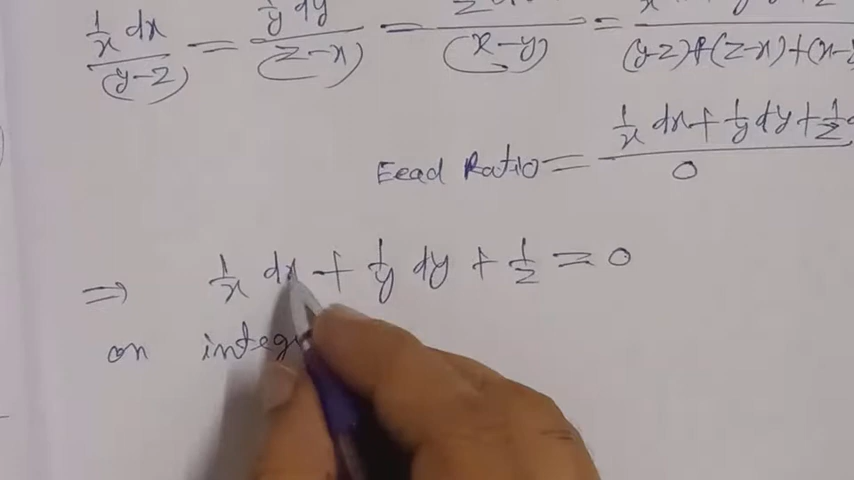 1/x dx / (y-z) = 1/y dy / (z-x) = / (x-y) = / (y-z)+(z-x)+(x-
Eead Ratio = 1/x dx + 1/y dy + 1/z / 0
⇒ 1/x dx + 1/y dy + 1/z = 0
on integ